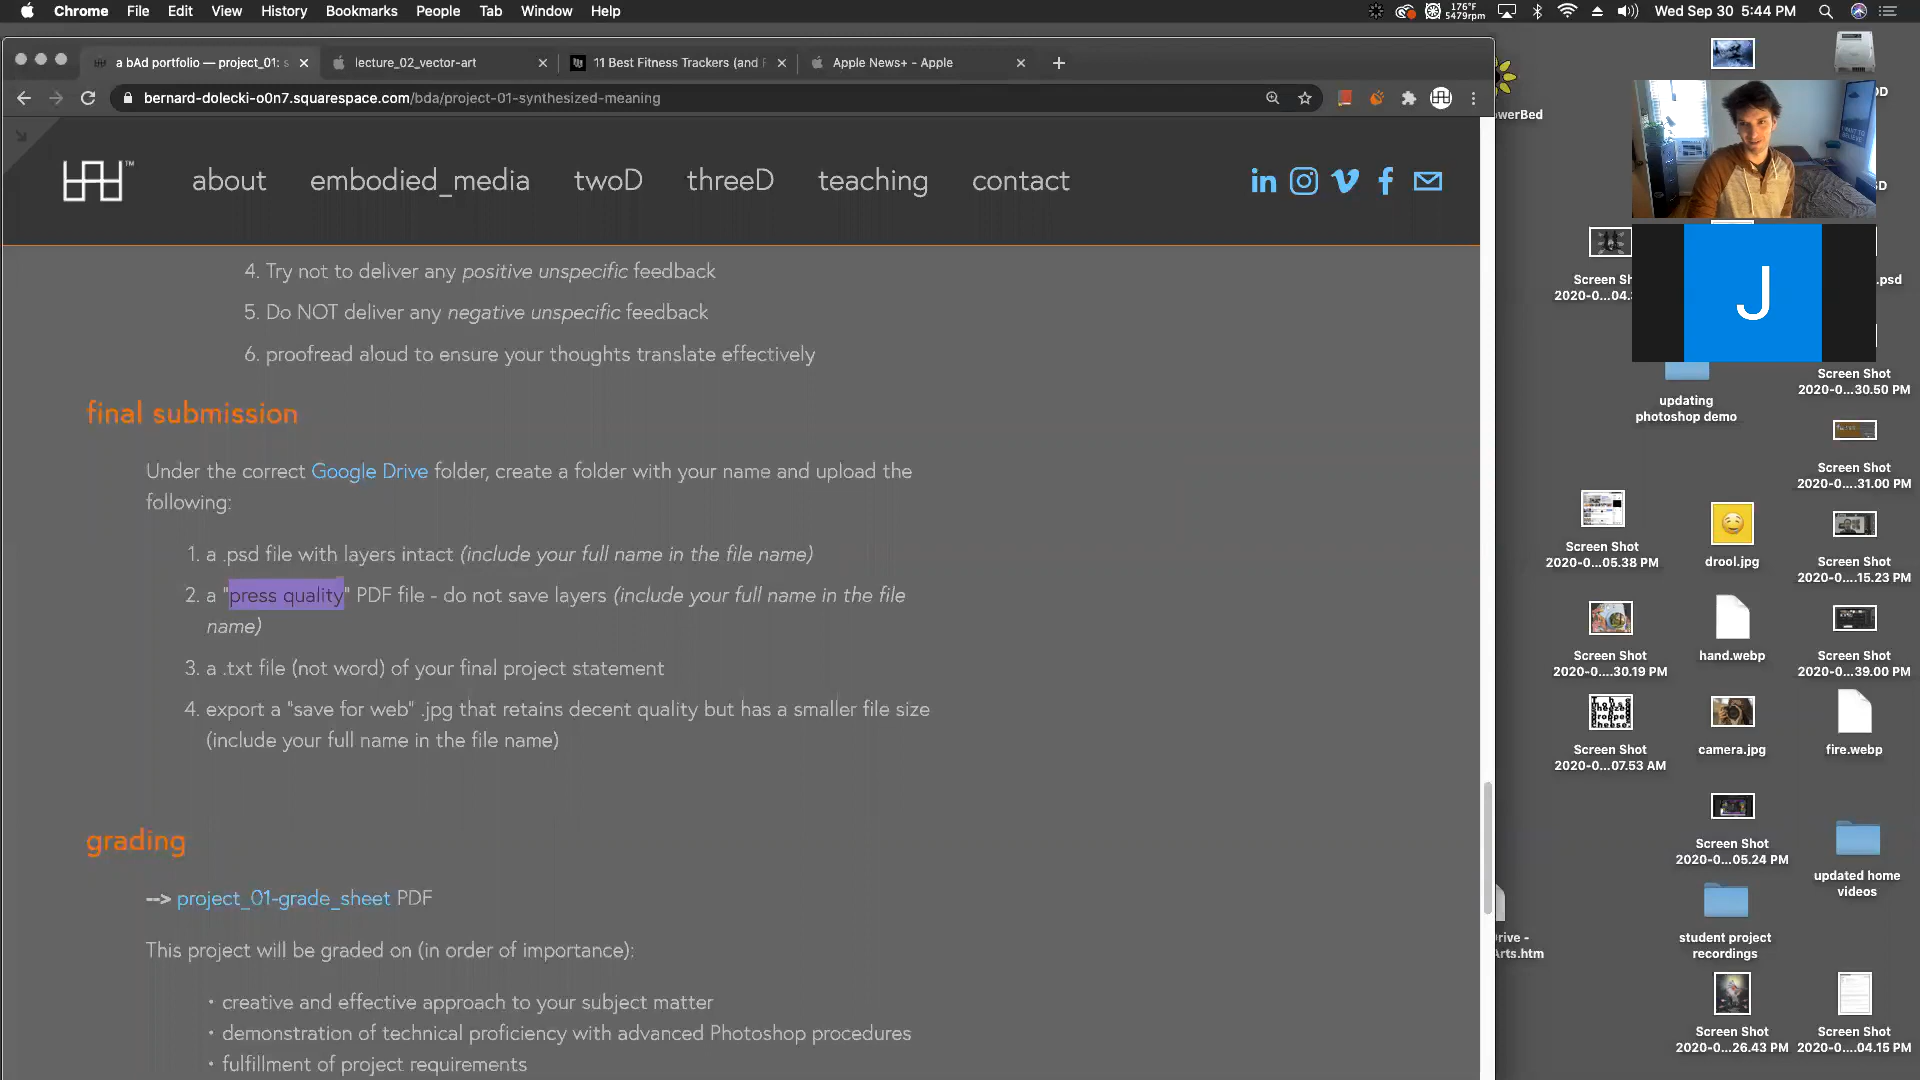 Chrome File Edit View History Bookmarks People Tab Window Help
176°F
5479rpm
Wed Sep 30 5:44 PM
a bAd portfolio — project_01: s
lecture_02_vector-art
11 Best Fitness Trackers (and F
Apple News+ - Apple
bernard-dolecki-o0n7.squarespace.com/bda/project-01-synthesized-meaning
about embodied_media twoD threeD teaching contact
4. Try not to deliver any positive unspecific feedback
5. Do NOT deliver any negative unspecific feedback
6. proofread aloud to ensure your thoughts translate effectively
final submission
Under the correct Google Drive folder, create a folder with your name and upload the
following:
1. a .psd file with layers intact (include your full name in the file name)
2. a "press quality" PDF file - do not save layers (include your full name in the file
name)
3. a .txt file (not word) of your final project statement
4. export a "save for web" .jpg that retains decent quality but has a smaller file size
(include your full name in the file name)
grading
--> project_01-grade_sheet PDF
This project will be graded on (in order of importance):
• creative and effective approach to your subject matter
• demonstration of technical proficiency with advanced Photoshop procedures
• fulfillment of project requirements
werBed
J
.psd
2020-0...04.
Screen Shot
2020-0...30.50 PM
updating
photoshop demo
Screen Shot
2020-0....31.00 PM
Screen Shot
2020-0...05.38 PM
drool.jpg
Screen Shot
2020-0...15.23 PM
Screen Shot
2020-0....30.19 PM
hand.webp
Screen Shot
2020-0...39.00 PM
Screen Shot
2020-0...07.53 AM
camera.jpg
fire.webp
Screen Shot
2020-0...05.24 PM
updated home
videos
rive -
Arts.htm
student project
recordings
Screen Shot
2020-0...26.43 PM
Screen Shot
2020-0....04.15 PM